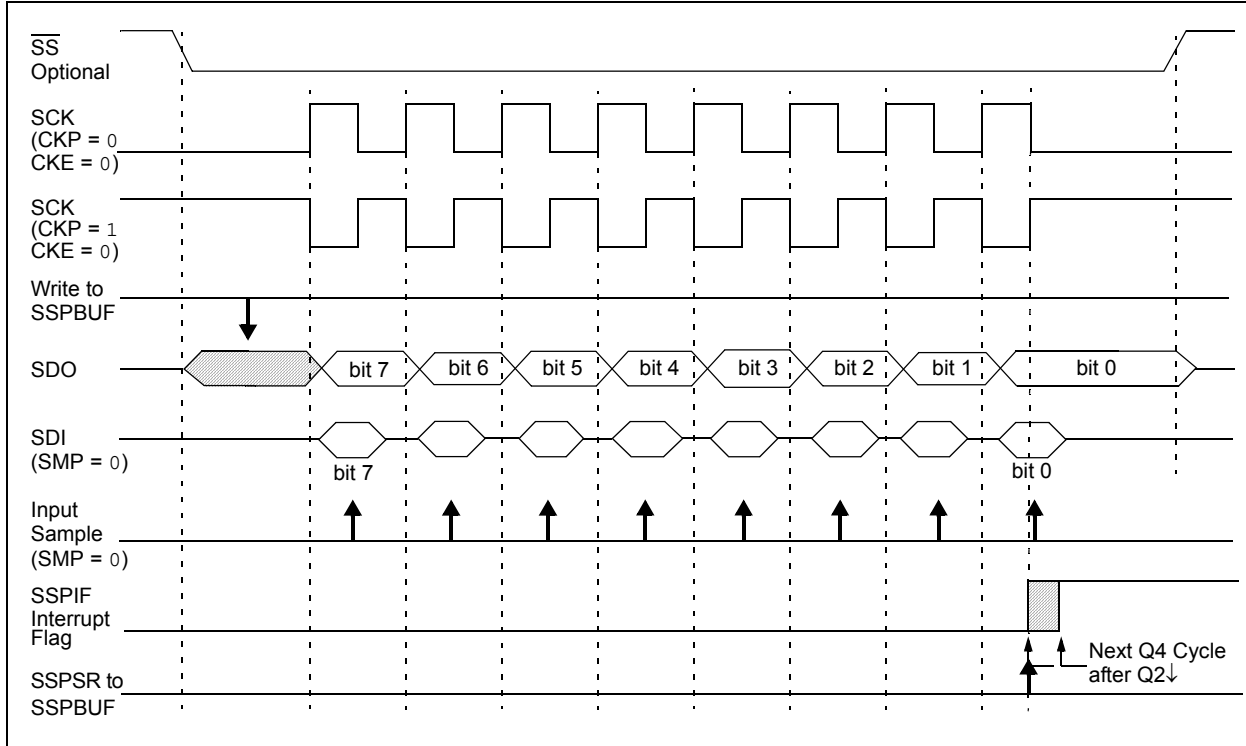 SS
Optional
SCK
(CKP = 0
CKE = 0)
SCK
(CKP = 1
CKE = 0)
Write to
SSPBUF
SDO
bit 7
bit 6
bit 5
bit 4
bit 3
bit 2
bit 1
bit 0
SDI
(SMP = 0)
bit 7
bit 0
Input
Sample
(SMP = 0)
SSPIF
Interrupt
Flag
Next Q4 Cycle
after Q2↓
SSPSR to
SSPBUF